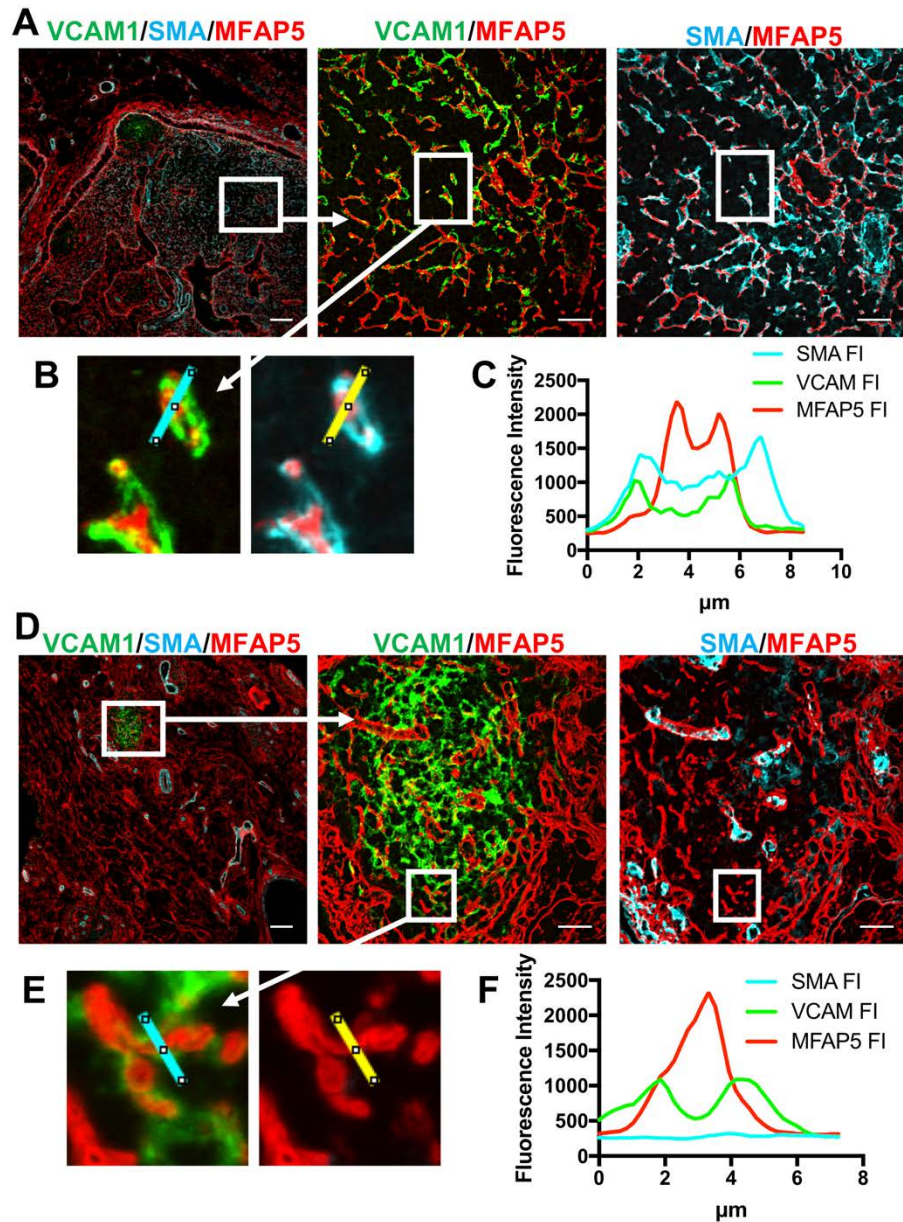 A
VCAM1/SMA/MFAP5
VCAM1/MFAP5
SMA/MFAP5
B
C
SMA FI
VCAM FI
MFAP5 FI
Fluorescence Intensity
2500
2000
1500
1000
500
0
0 2 4 6 8 10
µm
D
VCAM1/SMA/MFAP5
VCAM1/MFAP5
SMA/MFAP5
E
F
SMA FI
VCAM FI
MFAP5 FI
Fluorescence Intensity
2500
2000
1500
1000
500
0
0 2 4 6 8
µm